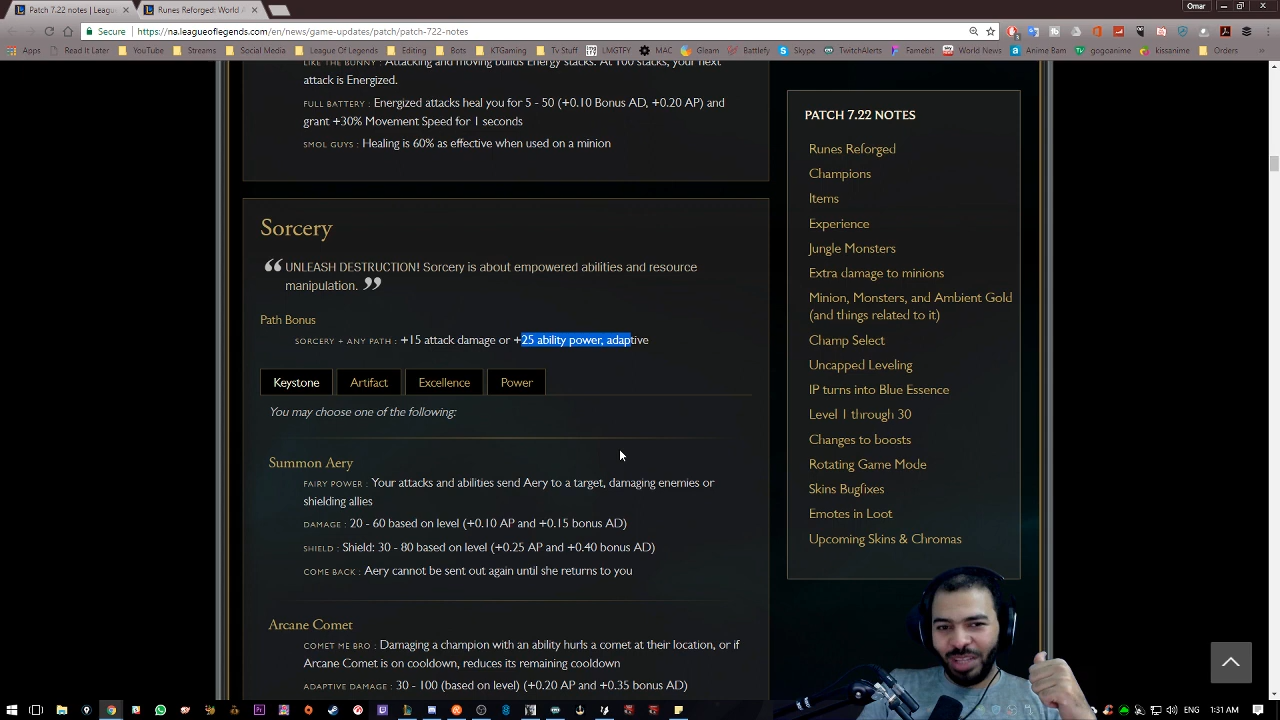 Patch 7.22 notes | Leagu
Runes Reforged: World A
Omar
Secure
https://na.leagueoflegends.com/en/news/game-updates/patch/patch-722-notes
Apps
Read It Later
YouTube
Streams
Social Media
League Of Legends
Editing
Bots
KTGaming
Tv Stuff
LMGTFY
MAC
Gleam
Battlefy
Skype
TwitchAlerts
Famebit
World News
Anime Bam
gogoanime
kissanime
Orders
LIKE THE BUNNY : Attacking and moving builds Energy stacks. At 100 stacks, your next
attack is Energized.
FULL BATTERY : Energized attacks heal you for 5 - 50 (+0.10 Bonus AD, +0.20 AP) and
grant +30% Movement Speed for 1 seconds
SMOL GUYS : Healing is 60% as effective when used on a minion
Sorcery
“ UNLEASH DESTRUCTION! Sorcery is about empowered abilities and resource
manipulation. ”
Path Bonus
SORCERY + ANY PATH : +15 attack damage or +25 ability power, adaptive
Keystone
Artifact
Excellence
Power
You may choose one of the following:
Summon Aery
FAIRY POWER : Your attacks and abilities send Aery to a target, damaging enemies or
shielding allies
DAMAGE : 20 - 60 based on level (+0.10 AP and +0.15 bonus AD)
SHIELD : Shield: 30 - 80 based on level (+0.25 AP and +0.40 bonus AD)
COME BACK : Aery cannot be sent out again until she returns to you
Arcane Comet
COMET ME BRO : Damaging a champion with an ability hurls a comet at their location, or if
Arcane Comet is on cooldown, reduces its remaining cooldown
ADAPTIVE DAMAGE : 30 - 100 (based on level) (+0.20 AP and +0.35 bonus AD)
PATCH 7.22 NOTES
Runes Reforged
Champions
Items
Experience
Jungle Monsters
Extra damage to minions
Minion, Monsters, and Ambient Gold
(and things related to it)
Champ Select
Uncapped Leveling
IP turns into Blue Essence
Level 1 through 30
Changes to boosts
Rotating Game Mode
Skins Bugfixes
Emotes in Loot
Upcoming Skins & Chromas
ENG
1:31 AM